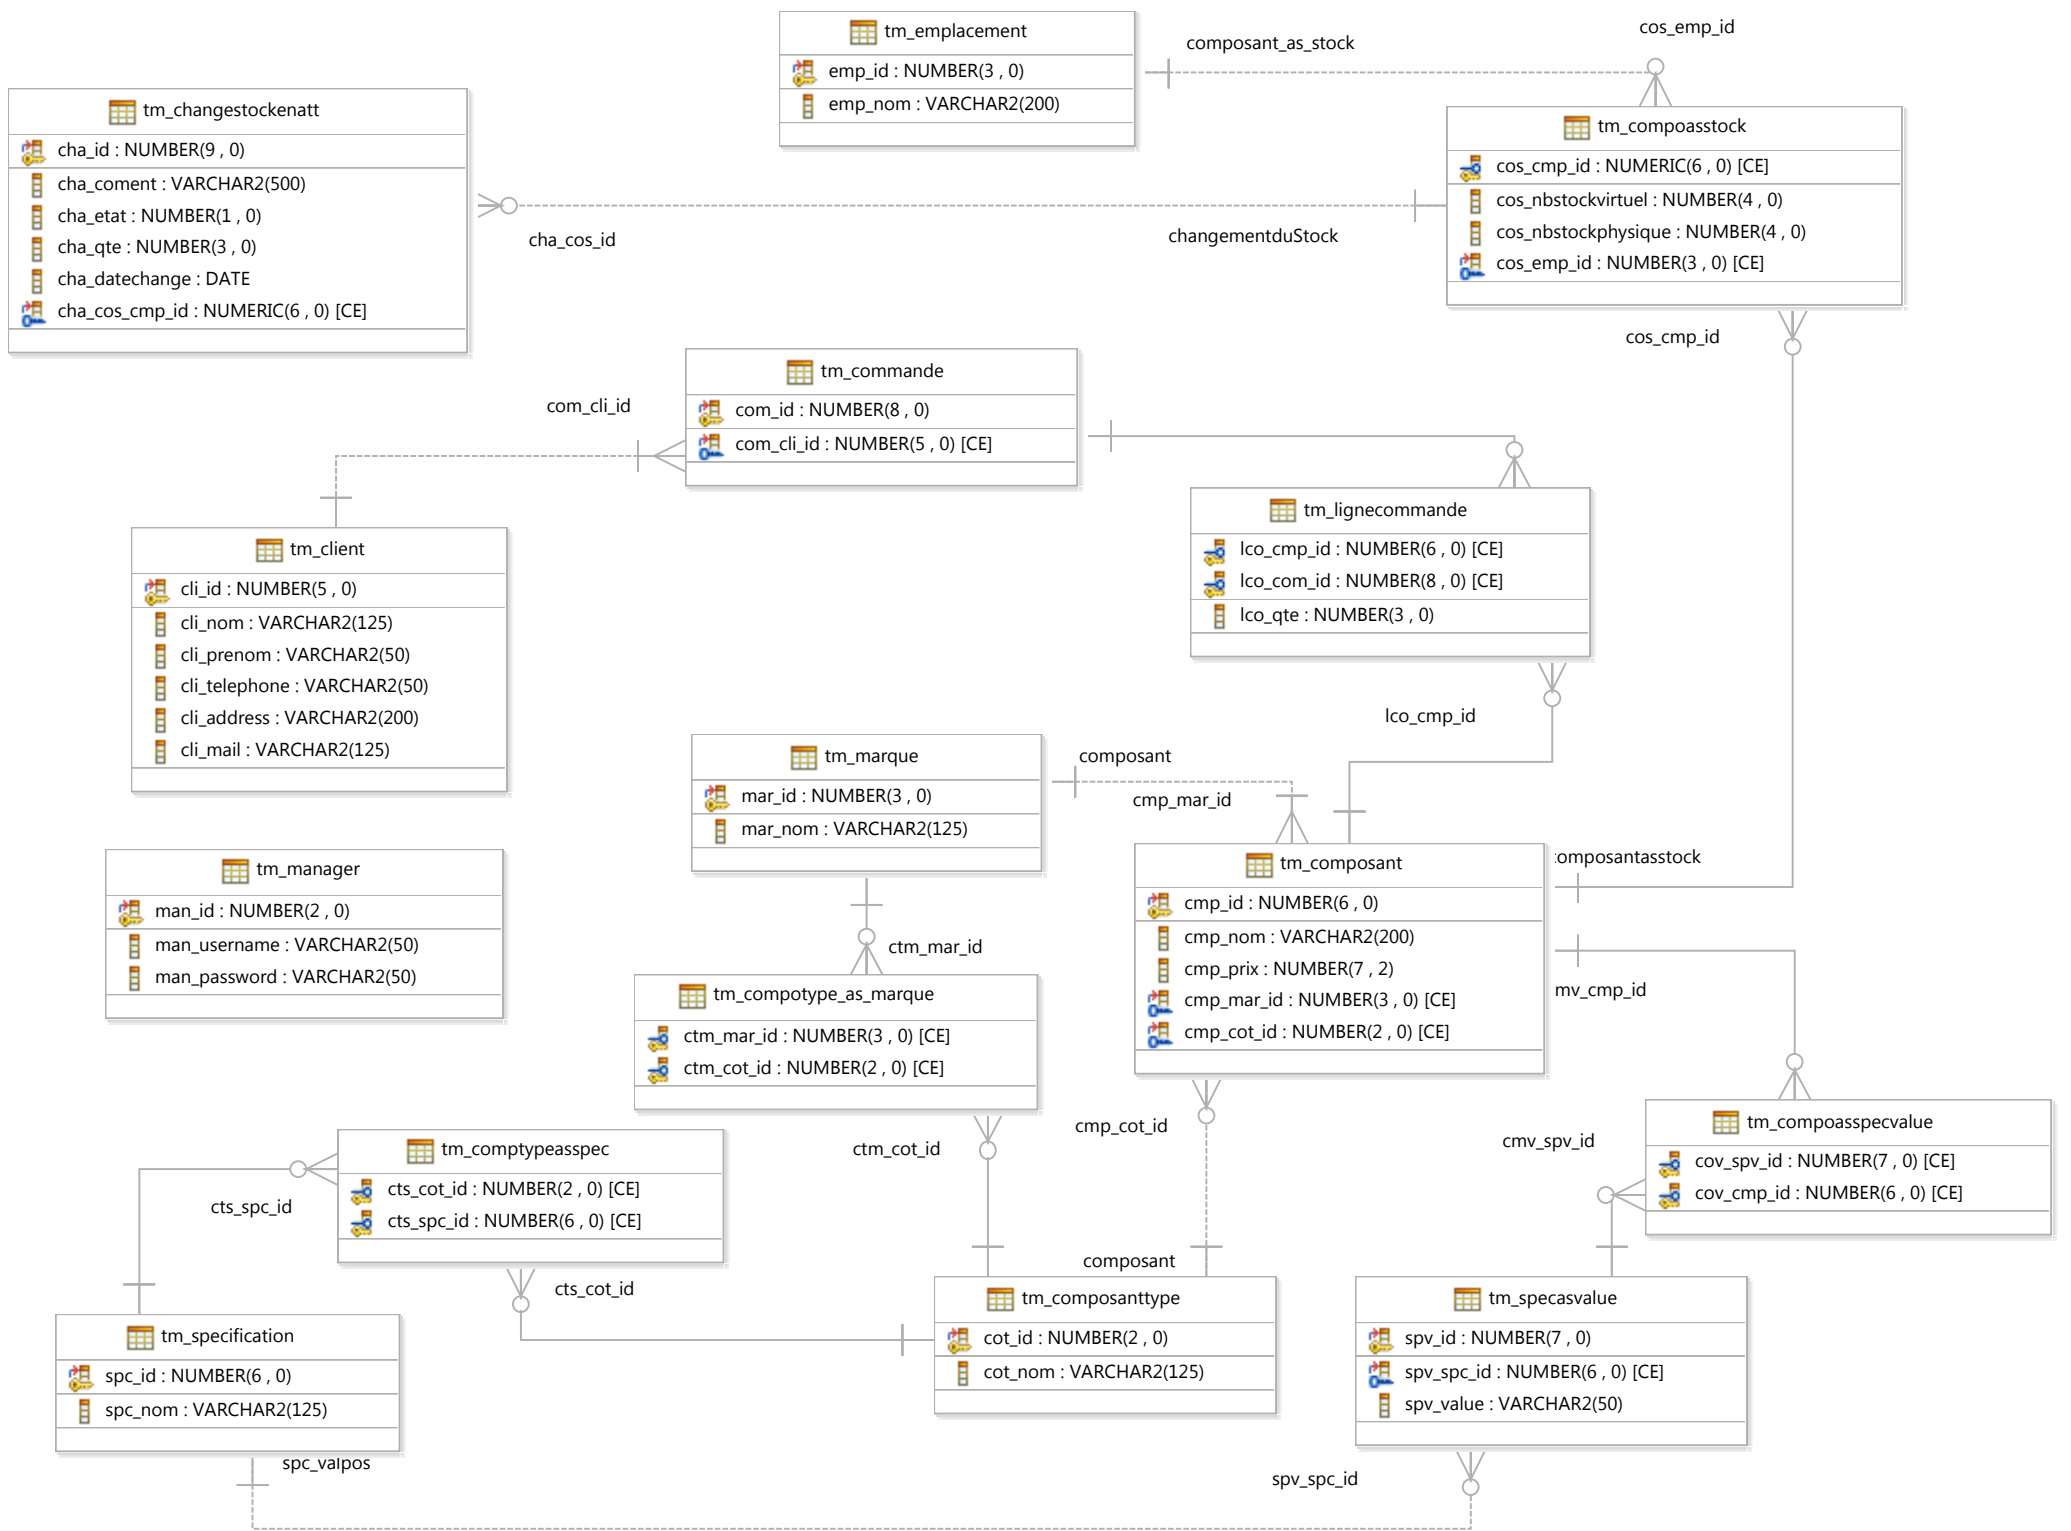 tm_emplacement
emp_id : NUMBER(3 , 0)
emp_nom : VARCHAR2(200)
composant_as_stock
cos_emp_id
tm_changestockenatt
cha_id : NUMBER(9 , 0)
cha_coment : VARCHAR2(500)
cha_etat : NUMBER(1 , 0)
cha_qte : NUMBER(3 , 0)
cha_datechange : DATE
cha_cos_cmp_id : NUMERIC(6 , 0) [CE]
cha_cos_id
changementduStock
tm_compoasstock
cos_cmp_id : NUMERIC(6 , 0) [CE]
cos_nbstockvirtuel : NUMBER(4 , 0)
cos_nbstockphysique : NUMBER(4 , 0)
cos_emp_id : NUMBER(3 , 0) [CE]
cos_cmp_id
com_cli_id
tm_commande
com_id : NUMBER(8 , 0)
com_cli_id : NUMBER(5 , 0) [CE]
tm_lignecommande
lco_cmp_id : NUMBER(6 , 0) [CE]
lco_com_id : NUMBER(8 , 0) [CE]
lco_qte : NUMBER(3 , 0)
lco_cmp_id
tm_client
cli_id : NUMBER(5 , 0)
cli_nom : VARCHAR2(125)
cli_prenom : VARCHAR2(50)
cli_telephone : VARCHAR2(50)
cli_address : VARCHAR2(200)
cli_mail : VARCHAR2(125)
tm_marque
mar_id : NUMBER(3 , 0)
mar_nom : VARCHAR2(125)
composant
cmp_mar_id
tm_manager
man_id : NUMBER(2 , 0)
man_username : VARCHAR2(50)
man_password : VARCHAR2(50)
tm_composant
cmp_id : NUMBER(6 , 0)
cmp_nom : VARCHAR2(200)
cmp_prix : NUMBER(7 , 2)
cmp_mar_id : NUMBER(3 , 0) [CE]
cmp_cot_id : NUMBER(2 , 0) [CE]
omposantasstock
mv_cmp_id
ctm_mar_id
tm_compotype_as_marque
ctm_mar_id : NUMBER(3 , 0) [CE]
ctm_cot_id : NUMBER(2 , 0) [CE]
ctm_cot_id
cmp_cot_id
composant
tm_comptypeasspec
cts_cot_id : NUMBER(2 , 0) [CE]
cts_spc_id : NUMBER(6 , 0) [CE]
cts_spc_id
cts_cot_id
cmv_spv_id
tm_compoasspecvalue
cov_spv_id : NUMBER(7 , 0) [CE]
cov_cmp_id : NUMBER(6 , 0) [CE]
tm_specification
spc_id : NUMBER(6 , 0)
spc_nom : VARCHAR2(125)
spc_valpos
tm_composanttype
cot_id : NUMBER(2 , 0)
cot_nom : VARCHAR2(125)
tm_specasvalue
spv_id : NUMBER(7 , 0)
spv_spc_id : NUMBER(6 , 0) [CE]
spv_value : VARCHAR2(50)
spv_spc_id